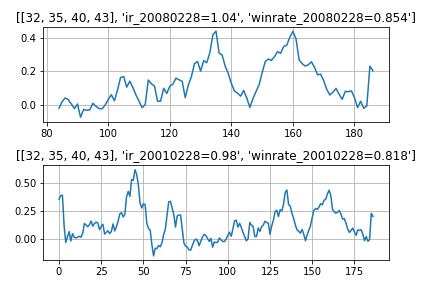 [[32, 35, 40, 43], 'ir_20080228=1.04', 'winrate_20080228=0.854']
0.4
0.2
0.0
80 100 120 140 160 180
[[32, 35, 40, 43], 'ir_20010228=0.98', 'winrate_20010228=0.818']
0.50
0.25
0.00
0 25 50 75 100 125 150 175